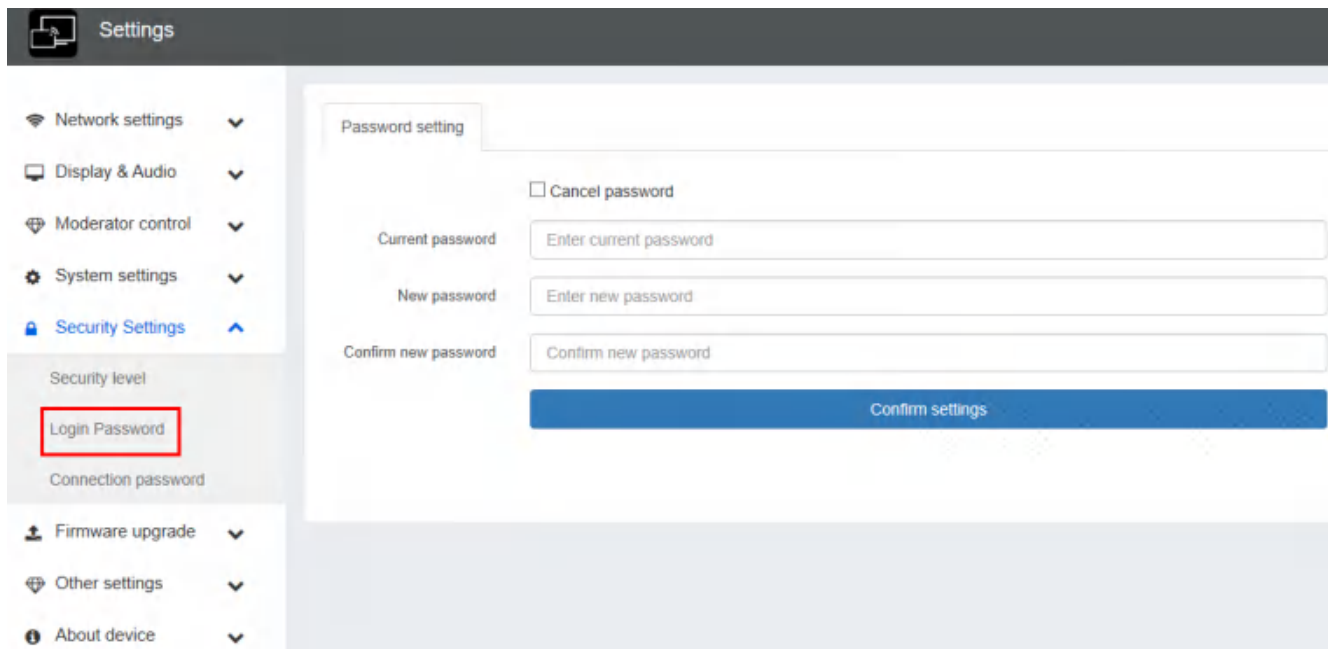 Settings
Network settings
Display & Audio
Moderator control
System settings
Security Settings
Security level
Login Password
Connection password
Firmware upgrade
Other settings
About device
Password setting
Cancel password
Current password
Enter current password
New password
Enter new password
Confirm new password
Confirm new password
Confirm settings